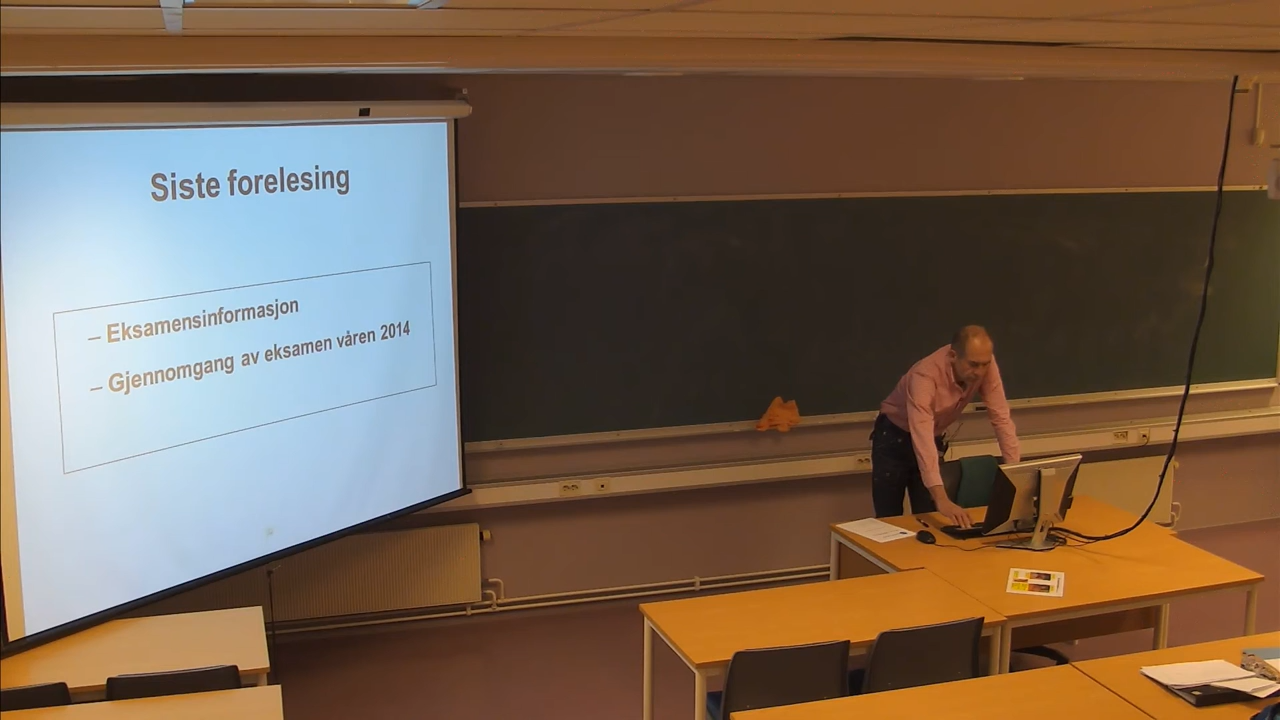 Siste forelesing
– Eksamensinformasjon
– Gjennomgang av eksamen våren 2014